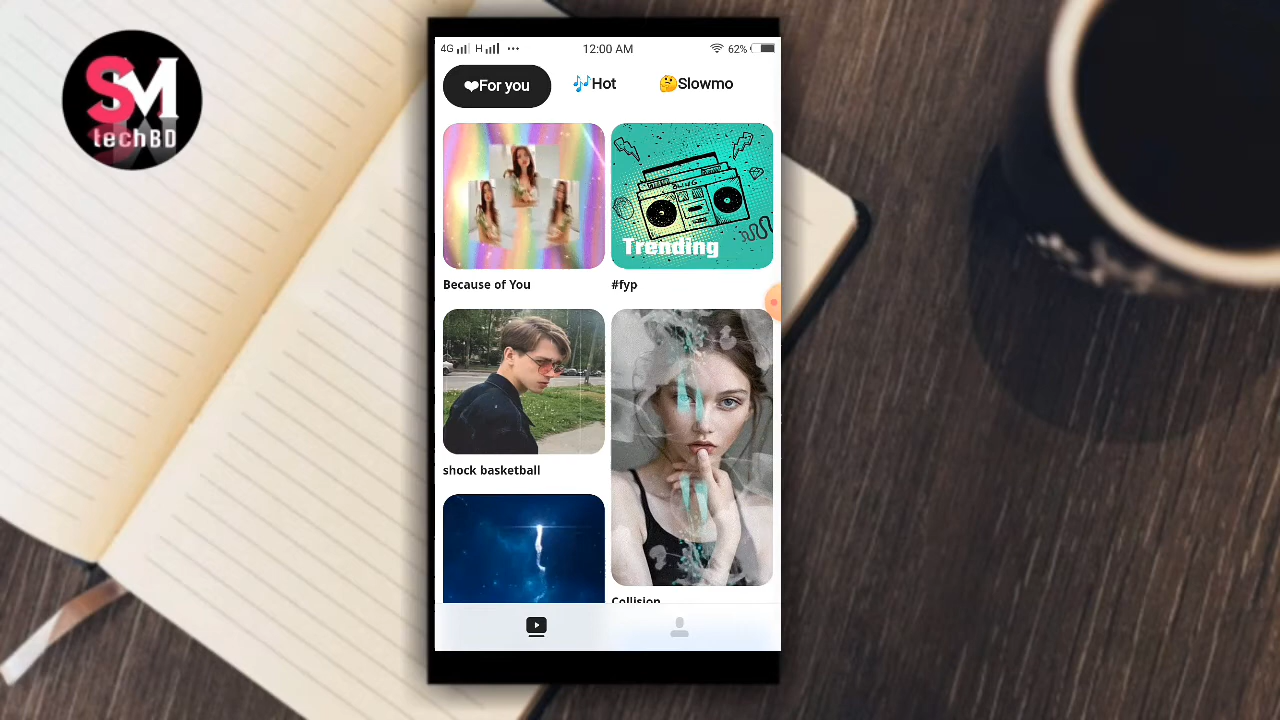 SM
techBD
4G H ••• 12:00 AM 62%
❤For you
🎶Hot
🤔Slowmo
Trending
Because of You
#fyp
shock basketball
Collision